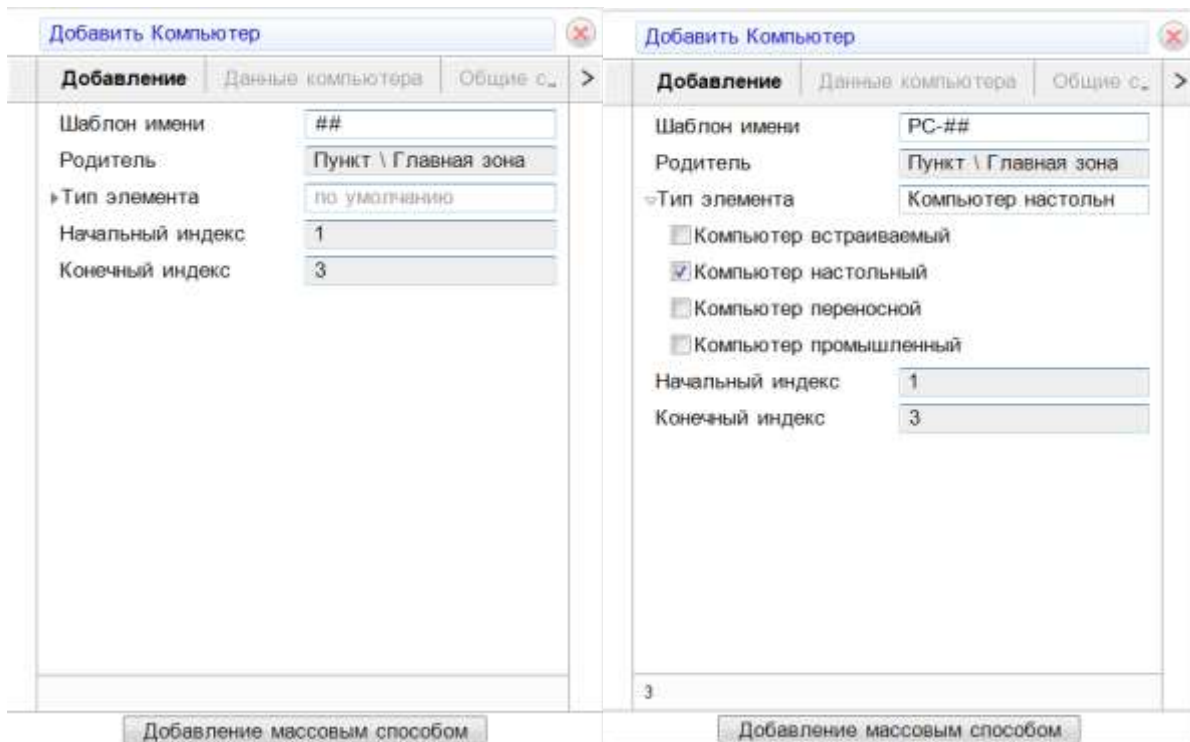 Добавить Компьютер
Добавление Данные компьютера Общие с..
Шаблон имени ##
Родитель Пункт \ Главная зона
Тип элемента по умолчанию
Начальный индекс 1
Конечный индекс 3
Добавление массовым способом
Добавить Компьютер
Добавление Данные компьютера Общие с..
Шаблон имени PC-##
Родитель Пункт \ Главная зона
Тип элемента Компьютер настольн
Компьютер встраиваемый
Компьютер настольный
Компьютер переносной
Компьютер промышленный
Начальный индекс 1
Конечный индекс 3
3
Добавление массовым способом